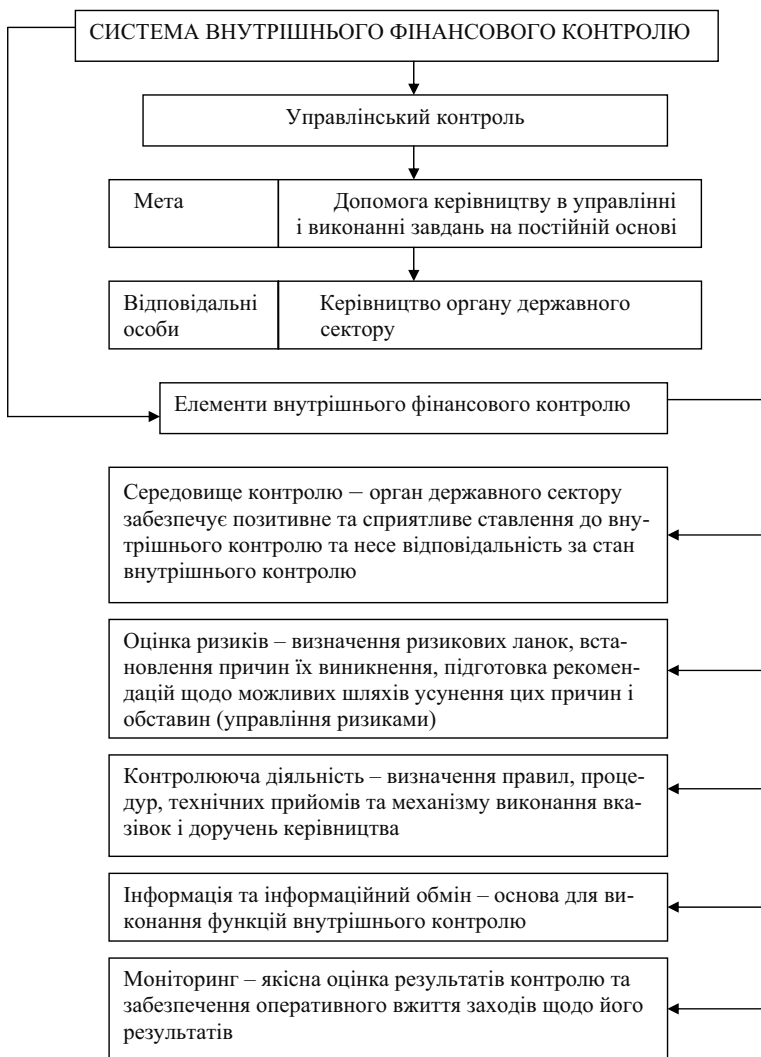 СИСТЕМА ВНУТРІШНЬОГО ФІНАНСОВОГО КОНТРОЛЮ
Управлінський контроль
Мета
Допомога керівництву в управлінні
і виконанні завдань на постійній основі
Відповідальні
особи
Керівництво органу державного
сектору
Елементи внутрішнього фінансового контролю
Середовище контролю – орган державного сектору
забезпечує позитивне та сприятливе ставлення до вну-
трішнього контролю та несе відповідальність за стан
внутрішнього контролю
Оцінка ризиків – визначення ризикових ланок, вста-
новлення причин їх виникнення, підготовка рекомен-
дацій щодо можливих шляхів усунення цих причин і
обставин (управління ризиками)
Контролююча діяльність – визначення правил, проце-
дур, технічних прийомів та механізму виконання вка-
зівок і доручень керівництва
Інформація та інформаційний обмін – основа для ви-
конання функцій внутрішнього контролю
Моніторинг – якісна оцінка результатів контролю та
забезпечення оперативного вжиття заходів щодо його
результатів